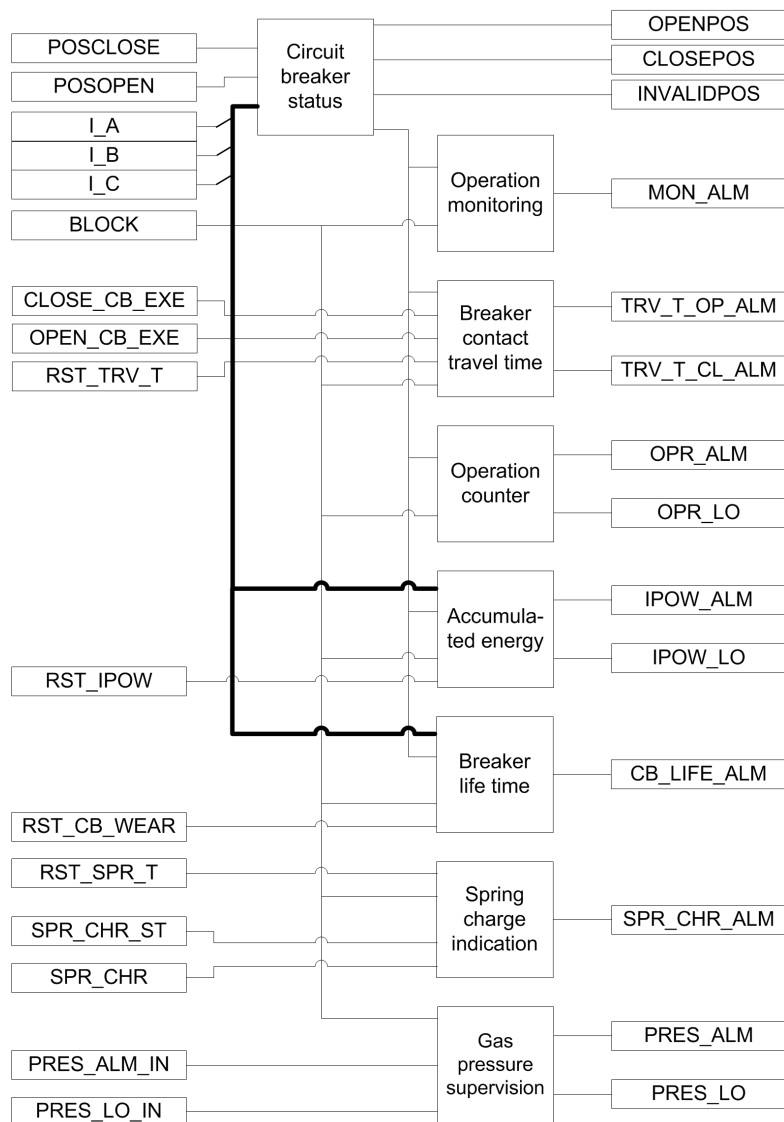 POSCLOSE
POSOPEN
I_A
I_B
I_C
BLOCK
CLOSE_CB_EXE
OPEN_CB_EXE
RST_TRV_T
RST_IPOW
RST_CB_WEAR
RST_SPR_T
SPR_CHR_ST
SPR_CHR
PRES_ALM_IN
PRES_LO_IN
Circuit
breaker
status
Operation
monitoring
Breaker
contact
travel time
Operation
counter
Accumula-
ted energy
Breaker
life time
Spring
charge
indication
Gas
pressure
supervision
OPENPOS
CLOSEPOS
INVALIDPOS
MON_ALM
TRV_T_OP_ALM
TRV_T_CL_ALM
OPR_ALM
OPR_LO
IPOW_ALM
IPOW_LO
CB_LIFE_ALM
SPR_CHR_ALM
PRES_ALM
PRES_LO